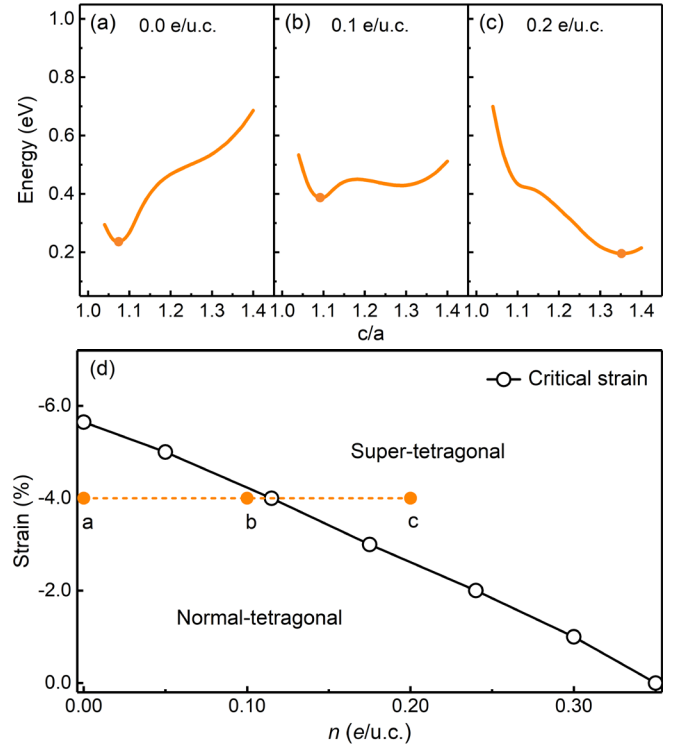 (a) 0.0 e/u.c.
(b) 0.1 e/u.c.
(c) 0.2 e/u.c.
1.0
0.8
0.6
0.4
0.2
Energy (eV)
1.0 1.1 1.2 1.3 1.4
1.0 1.1 1.2 1.3 1.4
1.0 1.1 1.2 1.3 1.4
c/a
(d)
Critical strain
-6.0
-4.0
-2.0
0.0
Strain (%)
Super-tetragonal
a b c
Normal-tetragonal
0.00 0.10 0.20 0.30
n (e/u.c.)